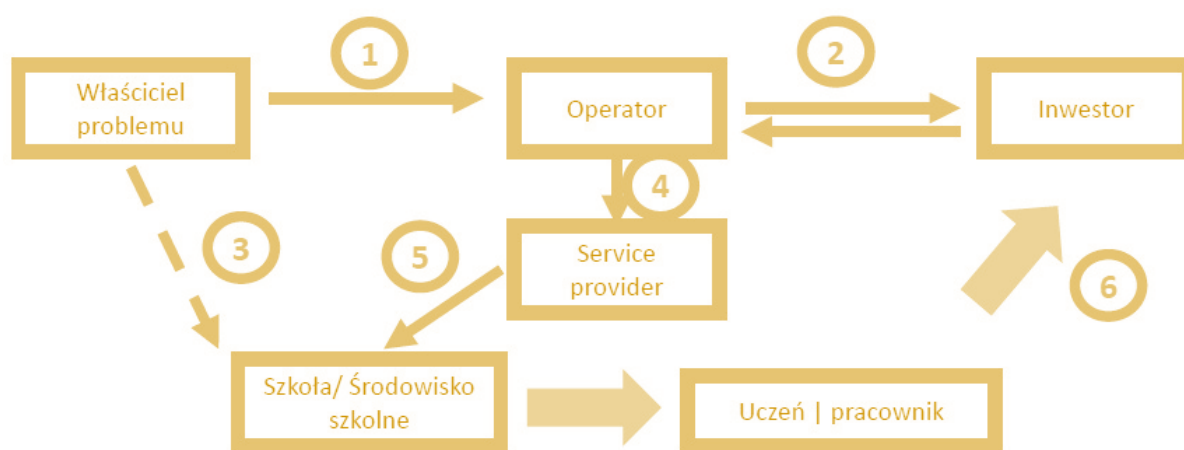 1
2
Właściciel
problemu
Operator
Inwestor
4
3
5
Service
provider
6
Szkoła/ Środowisko
szkolne
Uczeń | pracownik